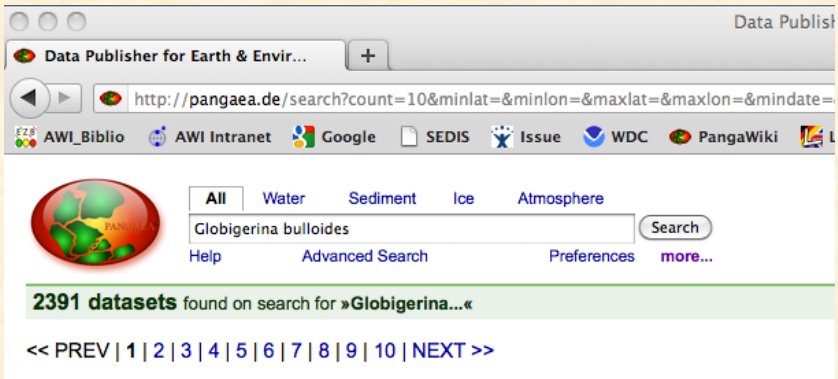 Data Publish
Data Publisher for Earth & Envir... +
http://pangaea.de/search?count=10&minlat=&minlon=&maxlat=&maxlon=&mindate=
EZB AWI_Biblio AWI Intranet Google SEDIS Issue WDC PangaWiki L
All Water Sediment Ice Atmosphere
PANGAEA
Globigerina bulloides Search
Help Advanced Search Preferences more...
2391 datasets found on search for »Globigerina...«
<< PREV | 1 | 2 | 3 | 4 | 5 | 6 | 7 | 8 | 9 | 10 | NEXT >>